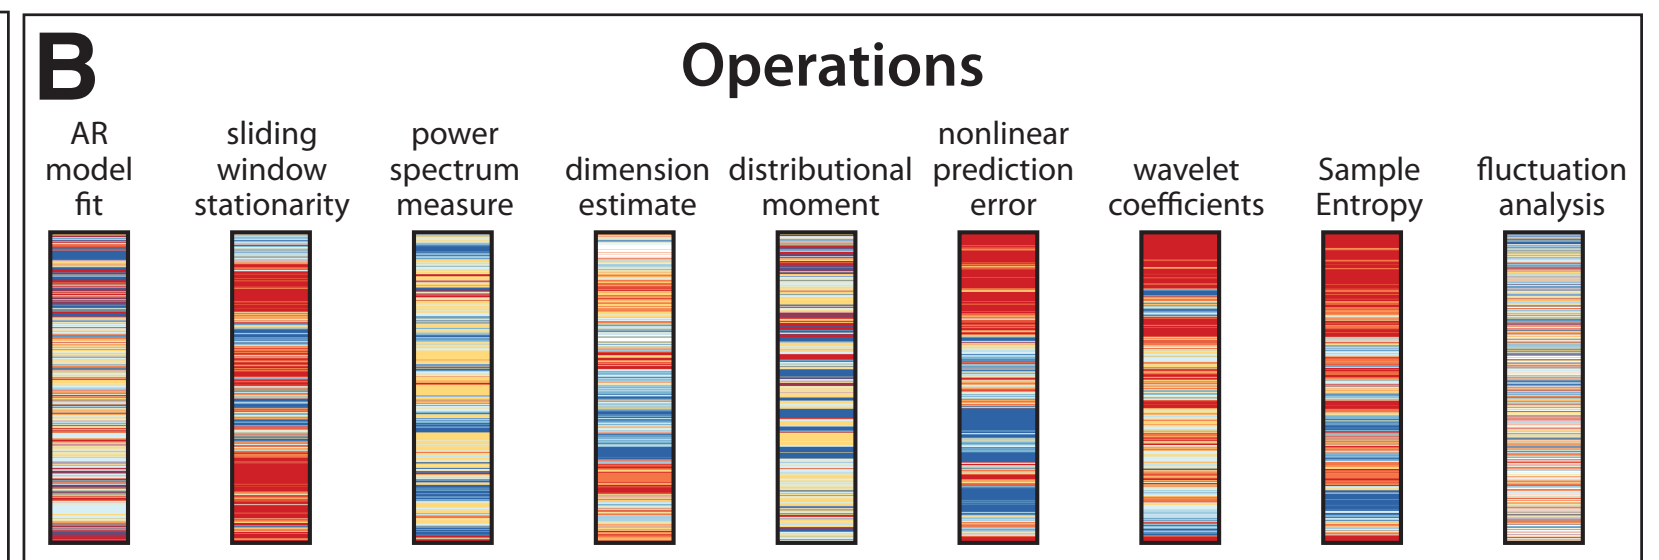 B
Operations
AR
model
fit
sliding
window
stationarity
power
spectrum
measure
dimension
estimate
distributional
moment
nonlinear
prediction
error
wavelet
coefficients
Sample
Entropy
fluctuation
analysis